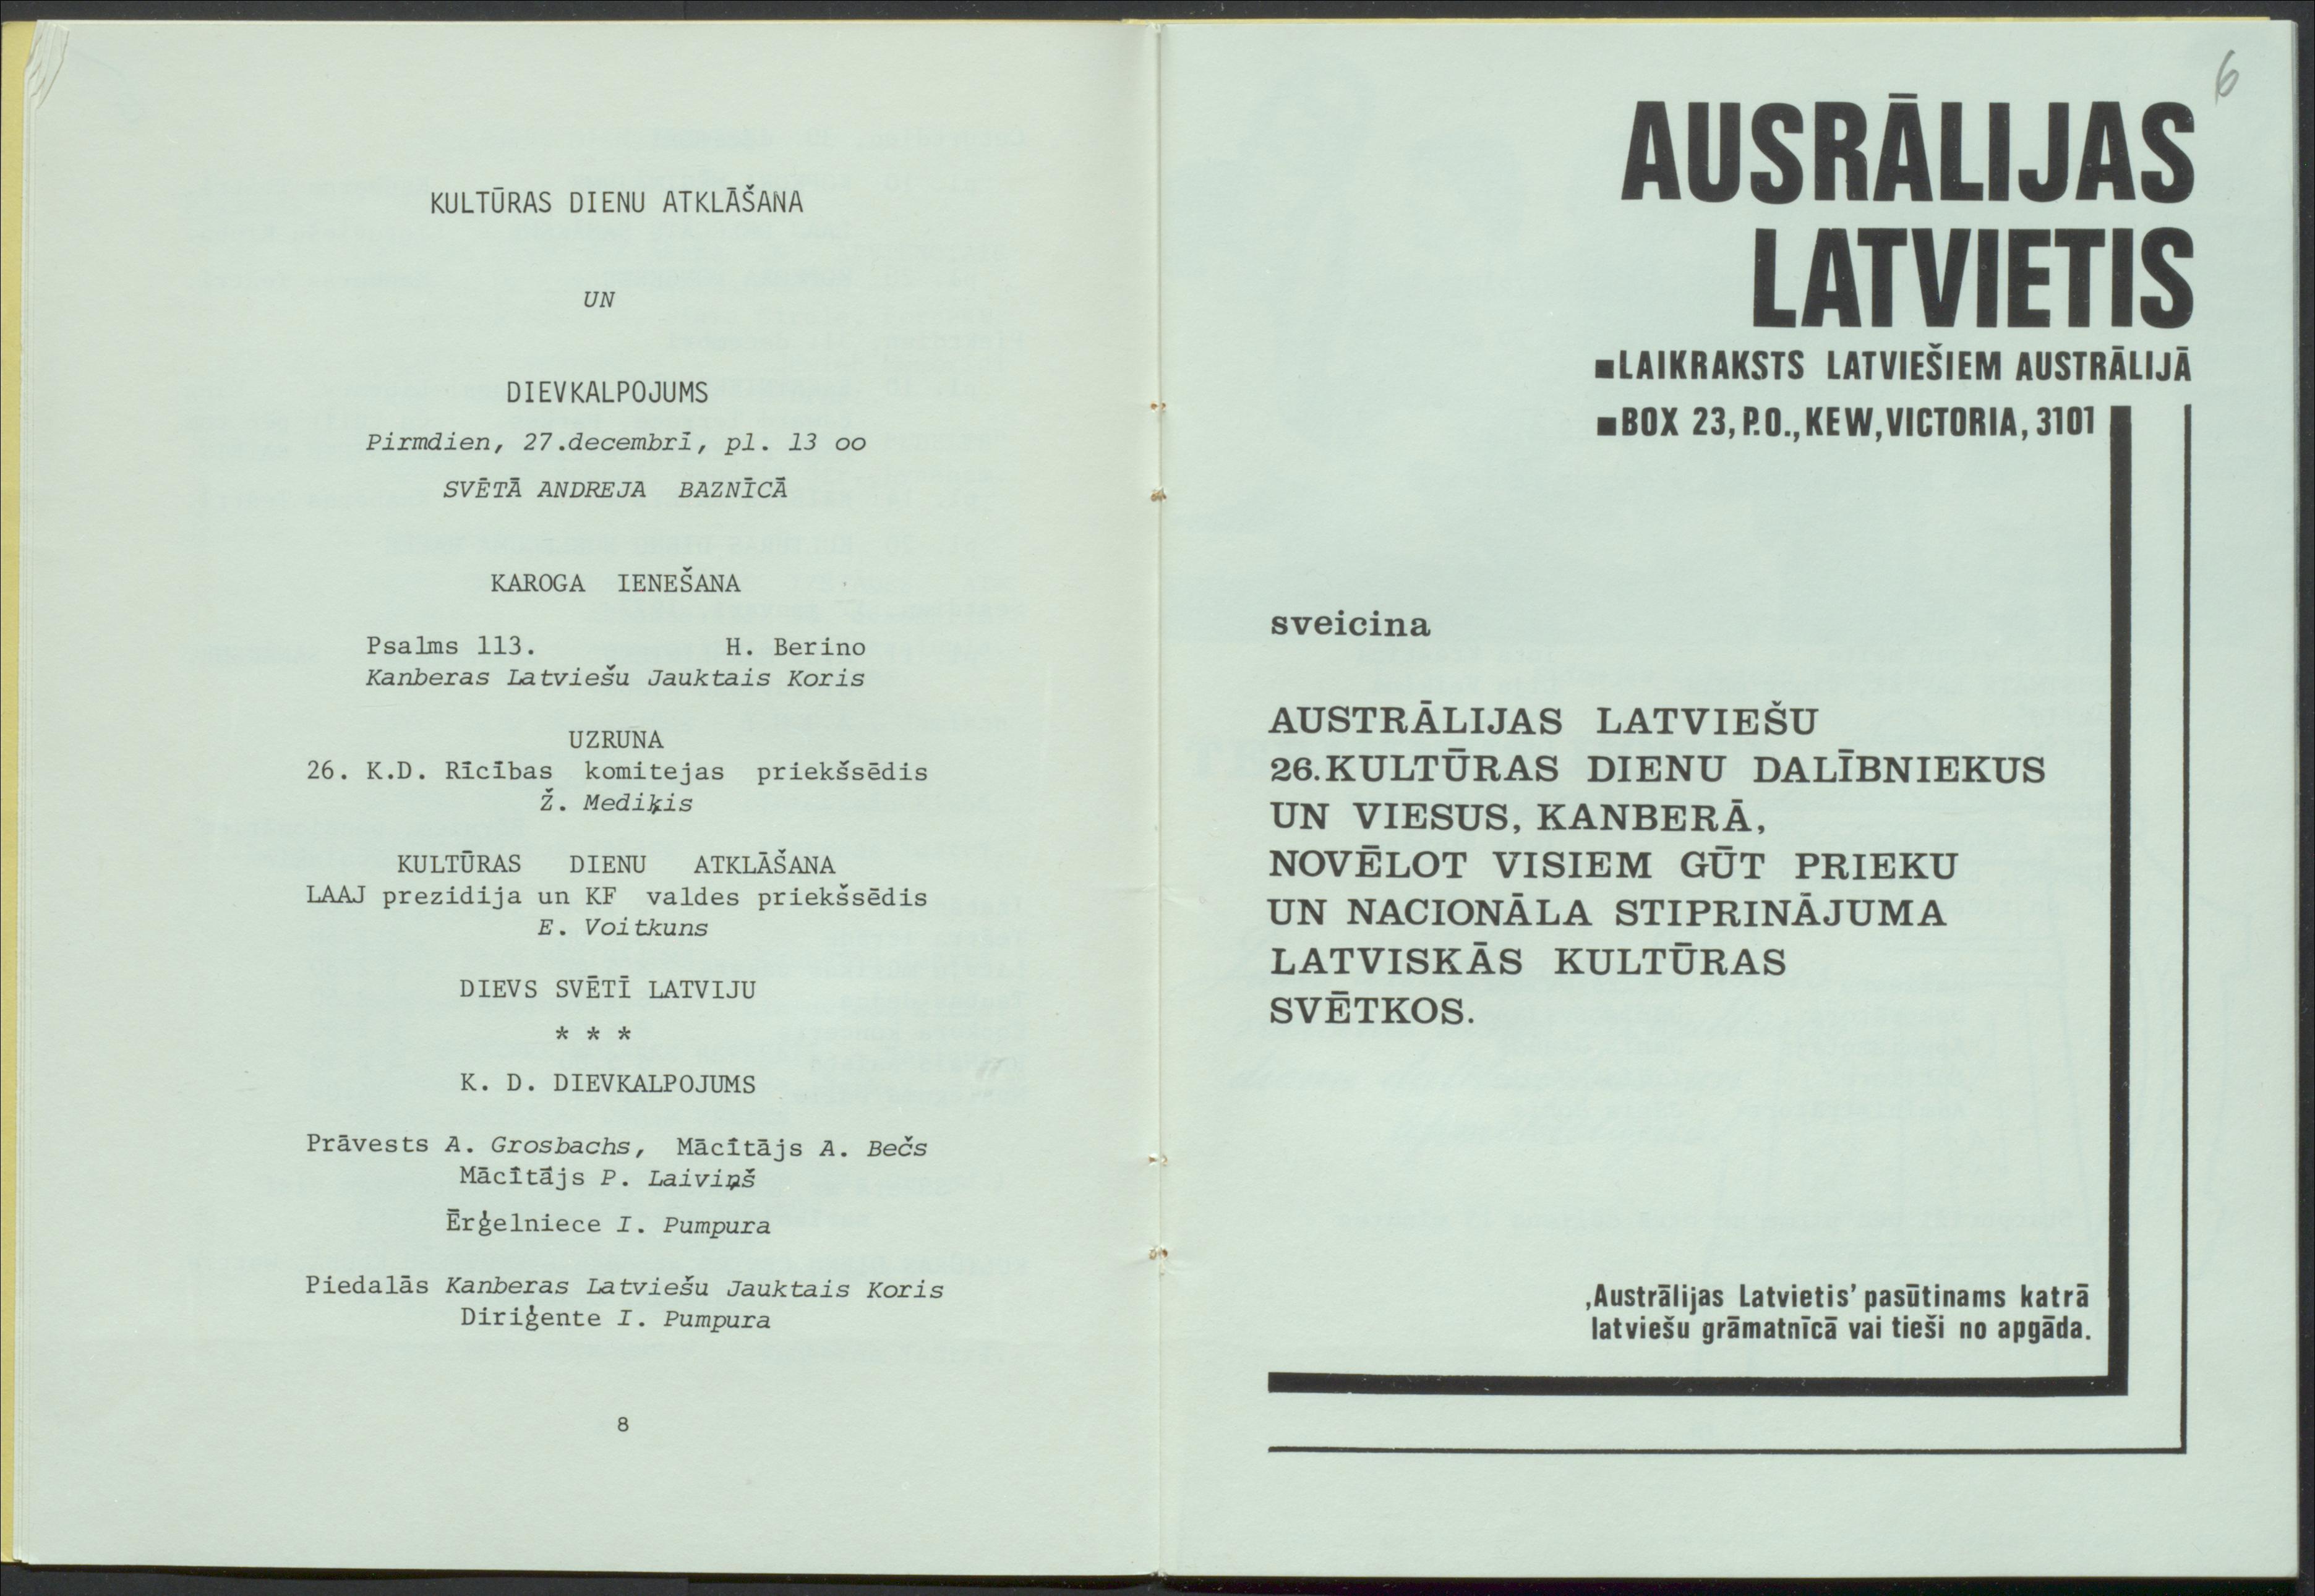 KULTŪRAS DIENU ATKLĀŠANA
UN
DIEVKALPOJUMS
Pirmdien, 27.decembrī, pl. 13 oo
SVĒTĀ ANDREJA BAZNĪCĀ
KAROGA IENEŠANA
Psalms 113. H. Berino
Kanberas Latviešu Jauktais Koris
UZRUNA
26. K.D. Rīcības komitejas priekšsēdis
Ž. Mediķis
KULTŪRAS DIENU ATKLĀŠANA
LAAJ prezidija un KF valdes priekšsēdis
E. Voitkuns
DIEVS SVĒTĪ LATVIJU
* * *
K. D. DIEVKALPOJUMS
Prāvests A. Grosbachs, Mācītājs A. Bečs
Mācītājs P. Laiviņš
Ērģelniece I. Pumpura
Piedalās Kanberas Latviešu Jauktais Koris
Diriģente I. Pumpura
8
6
AUSRĀLIJAS
LATVIETIS
■LAIKRAKSTS LATVIEŠIEM AUSTRĀLIJĀ
■BOX 23, P.O., KEW, VICTORIA, 3101
sveicina
AUSTRĀLIJAS LATVIEŠU
26.KULTŪRAS DIENU DALĪBNIEKUS
UN VIESUS, KANBERĀ,
NOVĒLOT VISIEM GŪT PRIEKU
UN NACIONĀLA STIPRINĀJUMA
LATVISKĀS KULTŪRAS
SVĒTKOS.
,Austrālijas Latvietis' pasūtinams katrā
latviešu grāmatnīcā vai tieši no apgāda.